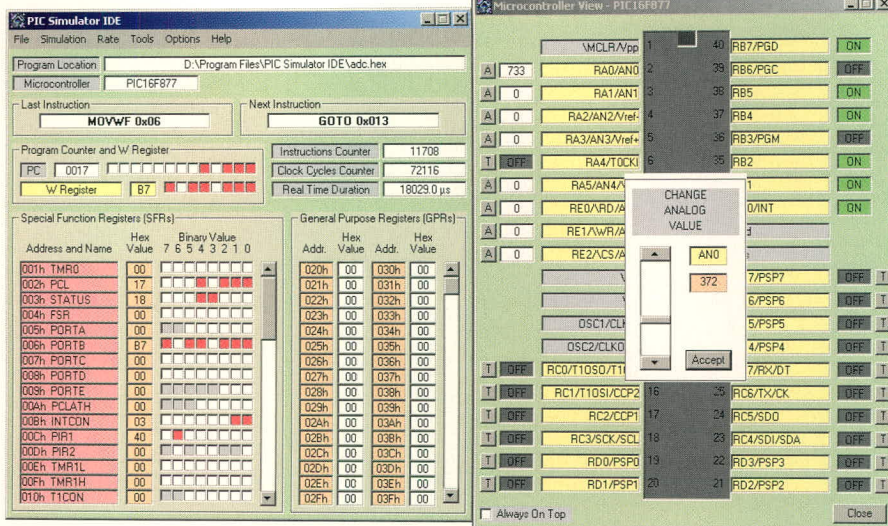 PIC Simulator IDE
File Simulation Rate Tools Options Help
Program Location D:\Program Files\PIC Simulator IDE\adc.hex
Microcontroller PIC16F877
Last Instruction Next Instruction
MOVWF 0x06 GOTO 0x013
Program Counter and W Register
PC 0017
W Register B7
Instructions Counter 11708
Clock Cycles Counter 72116
Real Time Duration 18029.0 µs
Special Function Registers (SFRs)
Address and Name Hex Value Binary Value 7 6 5 4 3 2 1 0
001h TMR0 00
002h PCL 17
003h STATUS 18
004h FSR 00
005h PORTA 00
006h PORTB B7
007h PORTC 00
008h PORTD 00
009h PORTE 00
00Ah PCLATH 00
00Bh INTCON 03
00Ch PIR1 40
00Dh PIR2 00
00Eh TMR1L 00
00Fh TMR1H 00
010h T1CON 00
General Purpose Registers (GPRs)
Addr. Hex Value Addr. Hex Value
020h 00 030h 00
021h 00 031h 00
022h 00 032h 00
023h 00 033h 00
024h 00 034h 00
025h 00 035h 00
026h 00 036h 00
027h 00 037h 00
028h 00 038h 00
029h 00 039h 00
02Ah 00 03Ah 00
02Bh 00 03Bh 00
02Ch 00 03Ch 00
02Dh 00 03Dh 00
02Eh 00 03Eh 00
02Fh 00 03Fh 00
Microcontroller View - PIC16F877
\MCLR/Vpp 1 40 RB7/PGD ON
A 733 RA0/AN0 2 39 RB6/PGC OFF
A 0 RA1/AN1 3 38 RB5 ON
A 0 RA2/AN2/Vref- 4 37 RB4 ON
A 0 RA3/AN3/Vref+ 5 36 RB3/PGM OFF
T OFF RA4/T0CKI 6 35 RB2 ON
A 0 RA5/AN4/ 1 ON
A 0 RE0/\RD/A 0/INT ON
A 0 RE1/\WR/A
A 0 RE2/\CS/A
7/PSP7 OFF T
6/PSP6 OFF T
OSC1/CLK 5/PSP5 OFF T
OSC2/CLKO 4/PSP4 OFF T
T OFF RC0/T1OSO/T1 7/RX/DT OFF T
T OFF RC1/T1OSI/CCP2 16 25 RC6/TX/CK OFF T
T OFF RC2/CCP1 17 24 RC5/SDO OFF T
T OFF RC3/SCK/SCL 18 23 RC4/SDI/SDA OFF T
T OFF RD0/PSP0 19 22 RD3/PSP3 OFF T
T OFF RD1/PSP1 20 21 RD2/PSP2 OFF T
CHANGE
ANALOG
VALUE
AN0
372
Accept
Always On Top Close